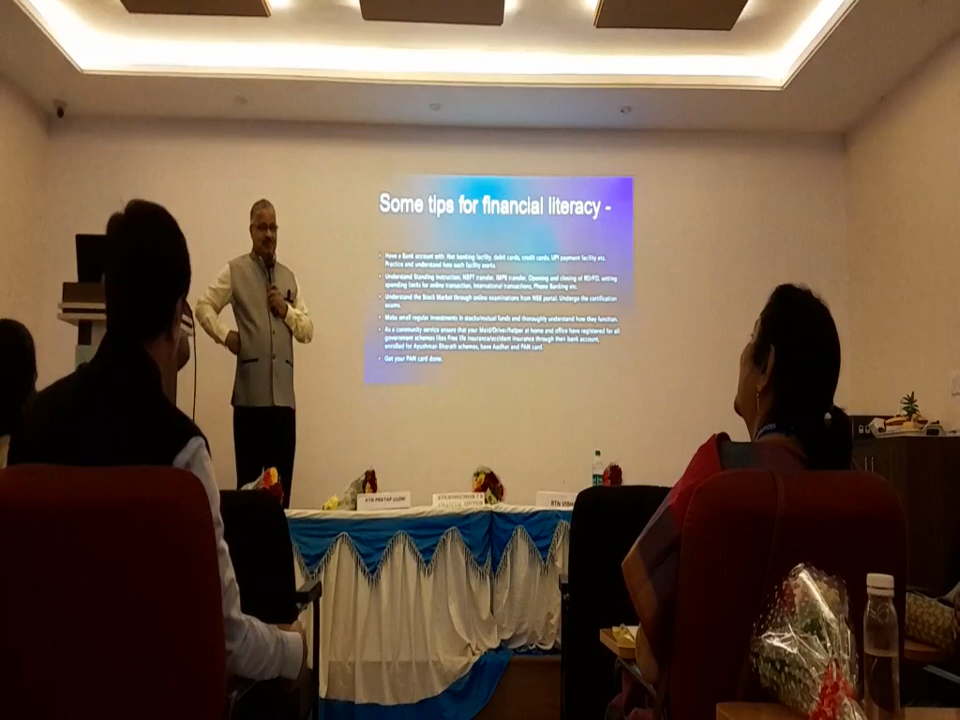 Some tips for financial literacy -
• Have a Bank account with Net banking facility, debit cards, credit cards, UPI payment facility etc.
Practice and understand how each facility works.
• Understand Standing Instruction, NEFT transfer, IMPS transfer, Opening and closing of RD/FD, setting
spending limits for online transaction, international transactions, Phone Banking etc.
• Understand the Stock Market through online examinations from NSE portal. Undergo the certification
exams.
• Make small regular investments in stocks/mutual funds and thoroughly understand how they function.
• As a community service ensure that your Maid/Driver/helper at home and office have registered for all
government schemes likes Free life insurance/accident insurance through their bank account,
enrolled for Ayushman Bharath schemes, have Aadhar and PAN card.
• Get your PAN card done.
RTN PRATAP
RTN